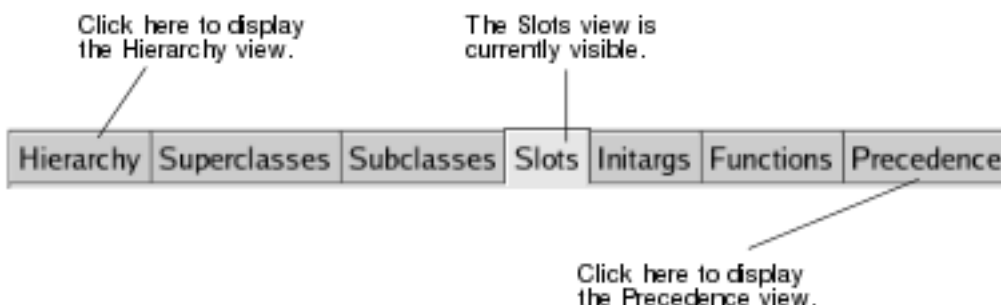 Click here to display
the Hierarchy view.
The Slots view is
currently visible.
Hierarchy Superclasses Subclasses Slots Initargs Functions Precedence
Click here to display
the Precedence view.